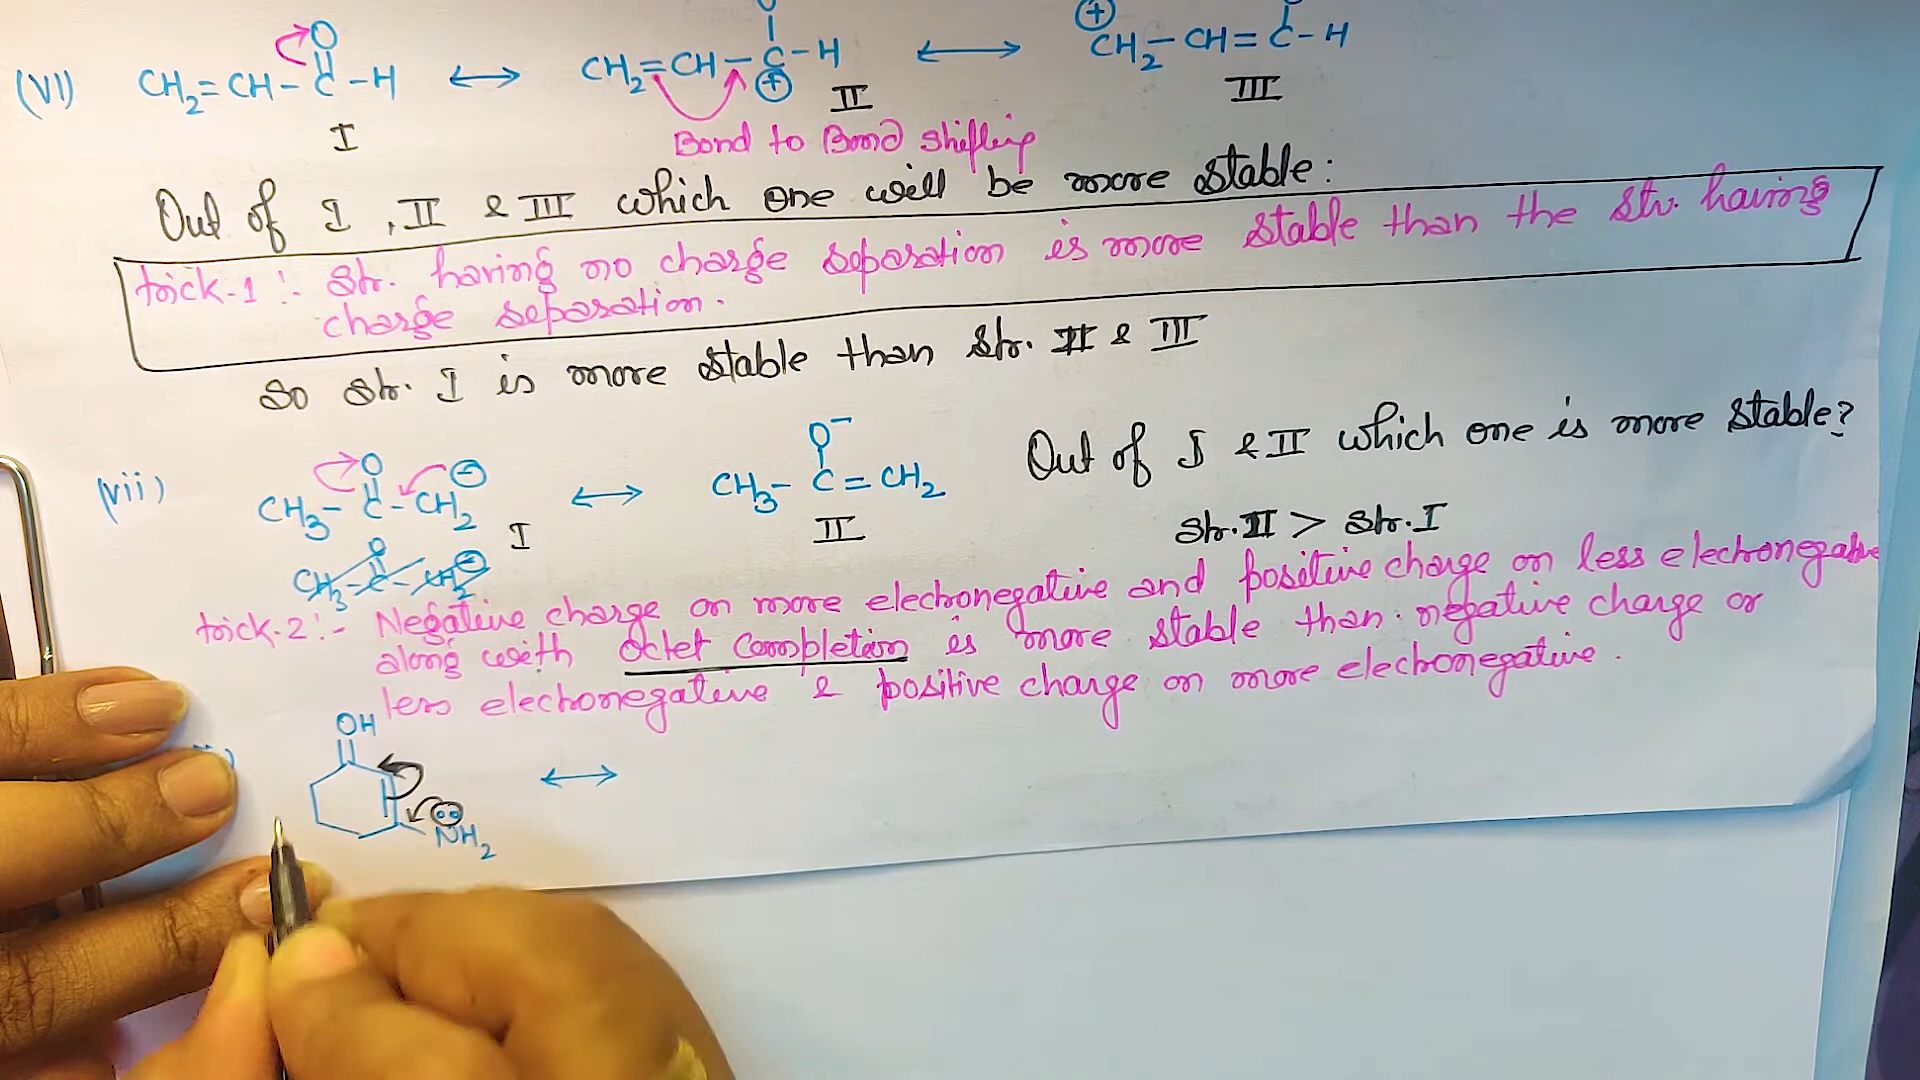 (VI) CH2=CH-C-H ↔ CH2=CH-C-H ↔ CH2-CH=C-H
O
⊕
⊕
I II III
Bond to Bond Shifting
Out of I, II & III which one will be more stable:
trick-1 :- Str. having no charge separation is more stable than the str. having
charge separation.
So Str. I is more stable than Str. II & III
(vii) CH3-C-CH2 ↔ CH3-C=CH2 Out of I & II which one is more stable?
O ⊖ O⁻
I II
Str. II > Str. I
CH3-C-CH2
O ⊖
trick-2 :- Negative charge on more electronegative and positive charge on less electronegative
along with Octet Completion is more stable than negative charge or
less electronegative & positive charge on more electronegative.
OH
↔
NH2